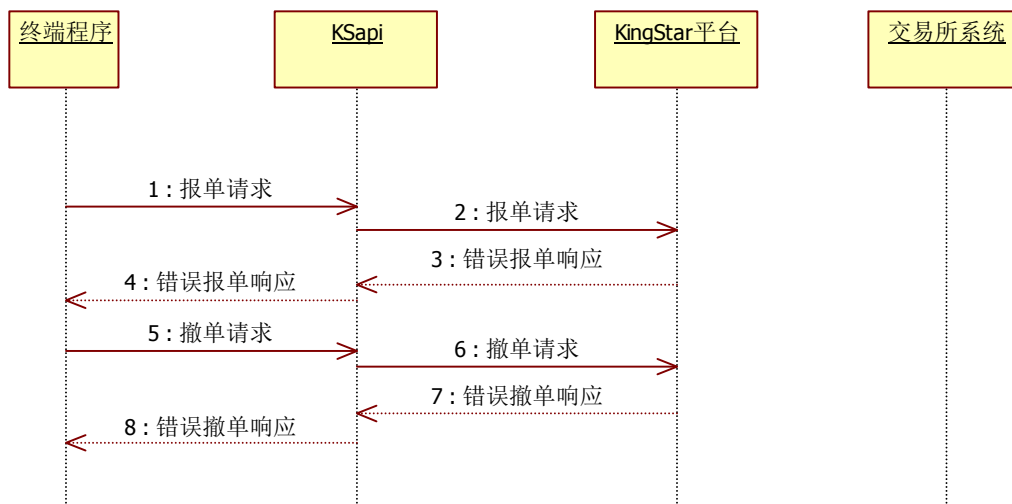 终端程序
KSapi
KingStar平台
交易所系统
1 : 报单请求
2 : 报单请求
3 : 错误报单响应
4 : 错误报单响应
5 : 撤单请求
6 : 撤单请求
7 : 错误撤单响应
8 : 错误撤单响应